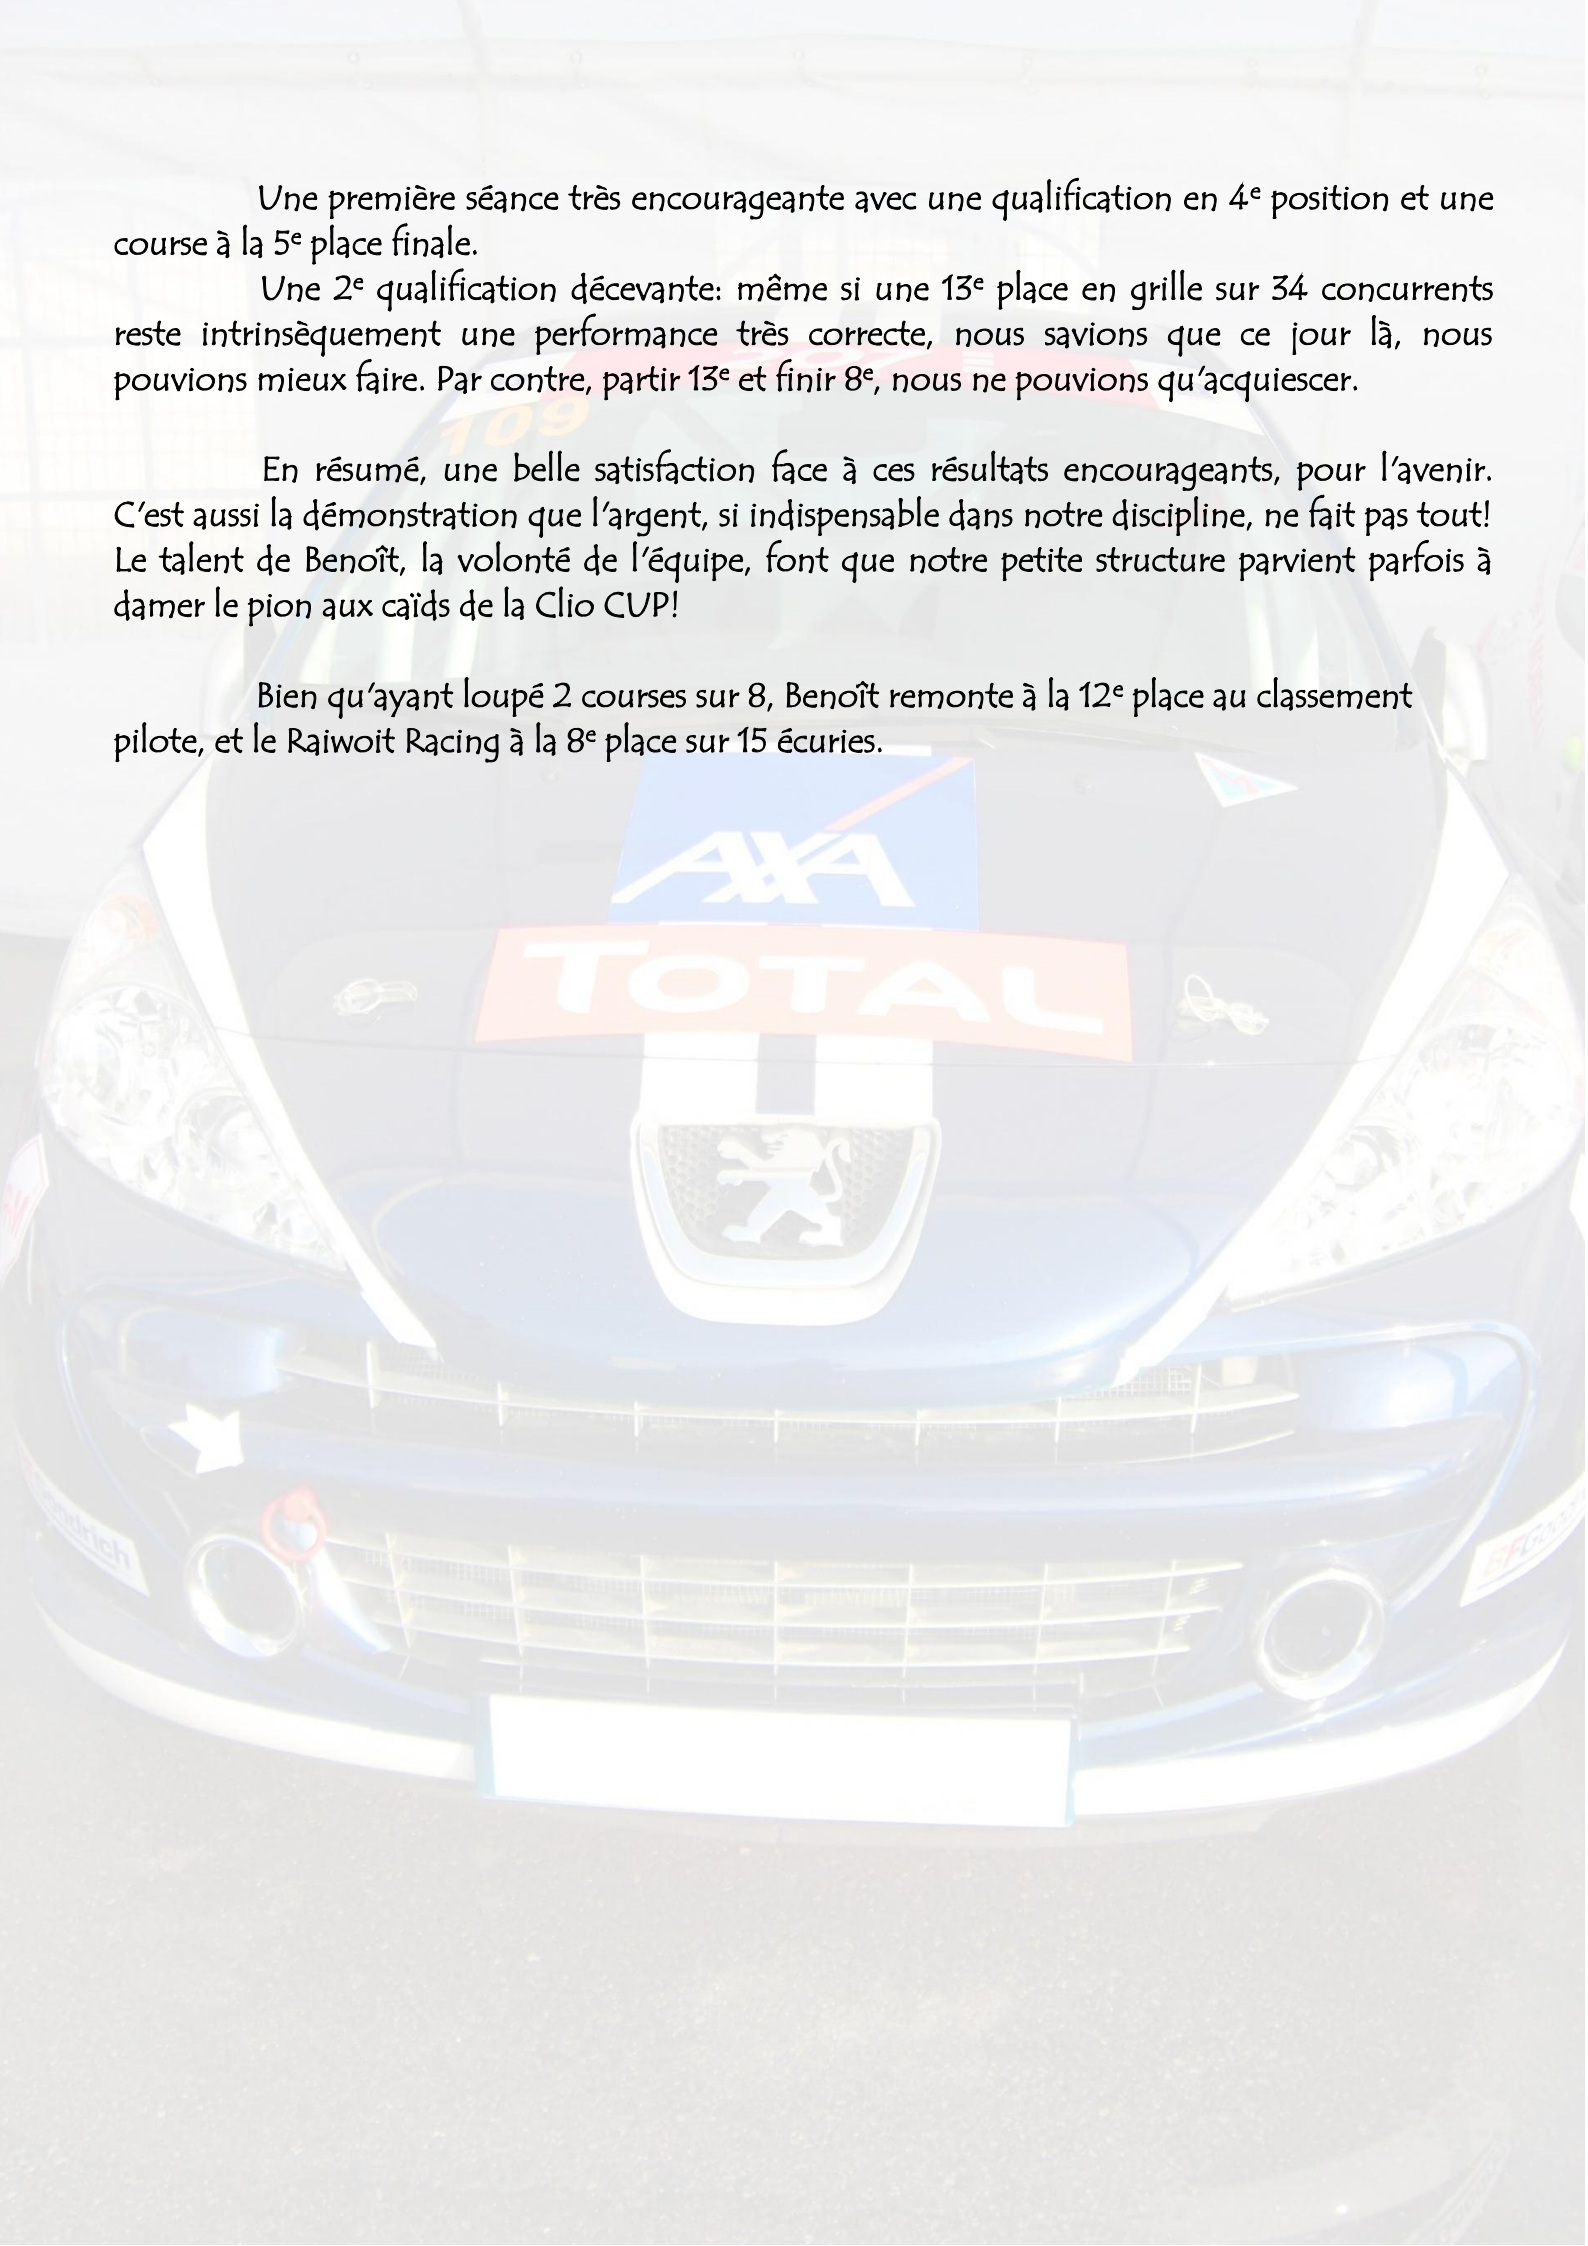 Une première séance très encourageante avec une qualification en 4e position et une
course à la 5e place finale.
Une 2e qualification décevante: même si une 13e place en grille sur 34 concurrents
reste intrinsèquement une performance très correcte, nous savions que ce jour là, nous
pouvions mieux faire. Par contre, partir 13e et finir 8e, nous ne pouvions qu'acquiescer.
En résumé, une belle satisfaction face à ces résultats encourageants, pour l'avenir.
C'est aussi la démonstration que l'argent, si indispensable dans notre discipline, ne fait pas tout!
Le talent de Benoît, la volonté de l'équipe, font que notre petite structure parvient parfois à
damer le pion aux caïds de la Clio CUP!
Bien qu'ayant loupé 2 courses sur 8, Benoît remonte à la 12e place au classement
pilote, et le Raiwoit Racing à la 8e place sur 15 écuries.
207
109
AXA
TOTAL